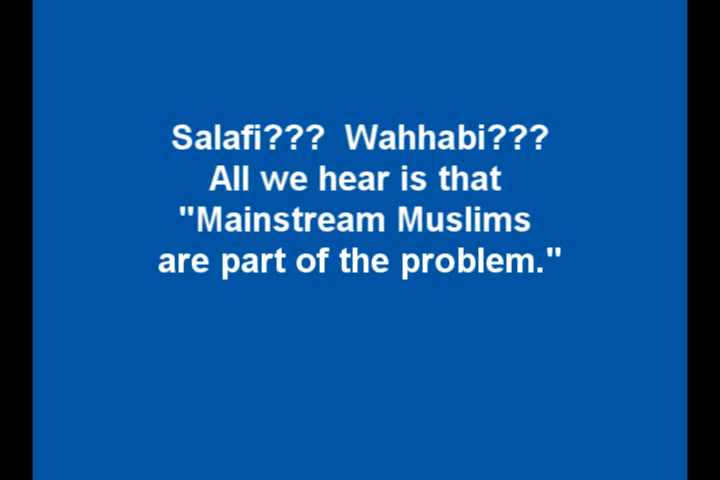 Salafi??? Wahhabi???
All we hear is that
"Mainstream Muslims
are part of the problem."